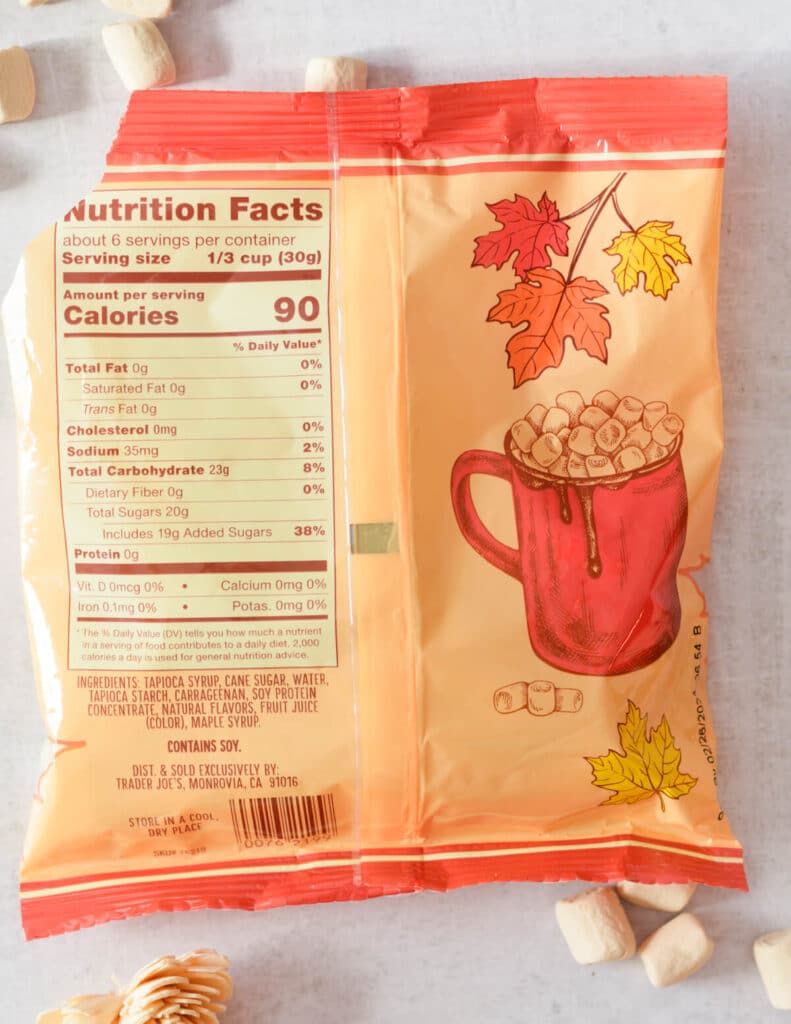 Nutrition Facts
about 6 servings per container
Serving size 1/3 cup (30g)
Amount per serving
Calories 90
% Daily Value*
Total Fat 0g 0%
Saturated Fat 0g 0%
Trans Fat 0g
Cholesterol 0mg 0%
Sodium 35mg 2%
Total Carbohydrate 23g 8%
Dietary Fiber 0g 0%
Total Sugars 20g
Includes 19g Added Sugars 38%
Protein 0g
Vit. D 0mcg 0% • Calcium 0mg 0%
Iron 0.1mg 0% • Potas. 0mg 0%
*The % Daily Value (DV) tells you how much a nutrient
in a serving of food contributes to a daily diet. 2,000
calories a day is used for general nutrition advice.
INGREDIENTS: TAPIOCA SYRUP, CANE SUGAR, WATER,
TAPIOCA STARCH, CARRAGEENAN, SOY PROTEIN
CONCENTRATE, NATURAL FLAVORS, FRUIT JUICE
(COLOR), MAPLE SYRUP.
CONTAINS SOY.
DIST. & SOLD EXCLUSIVELY BY:
TRADER JOE'S, MONROVIA, CA 91016
STORE IN A COOL,
DRY PLACE
SKU#